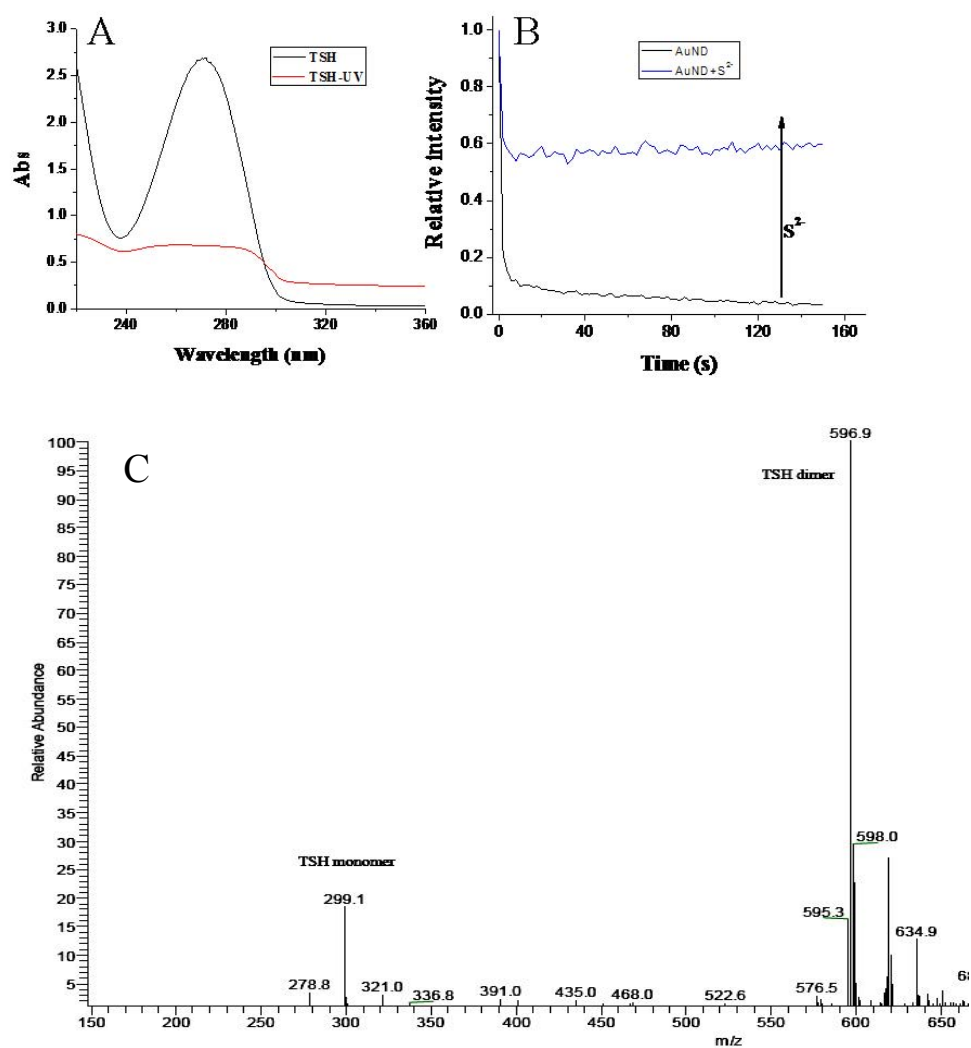 A
3.0
2.5
2.0
1.5
1.0
0.5
0.0
Abs
TSH
TSH-UV
240 280 320 360
Wavelength (nm)
B
1.0
0.8
0.6
0.4
0.2
0.0
Relative intensity
AuND
AuND+S²⁻
S²⁻
0 40 80 120 160
Time (s)
C
100
95
90
85
80
75
70
65
60
55
50
45
40
35
30
25
20
15
10
5
Relative Abundance
596.9
TSH dimer
598.0
TSH monomer
299.1
595.3
634.9
278.8
321.0
336.8
391.0
435.0
468.0
522.6
576.5
68
150 200 250 300 350 400 450 500 550 600 650
m/z